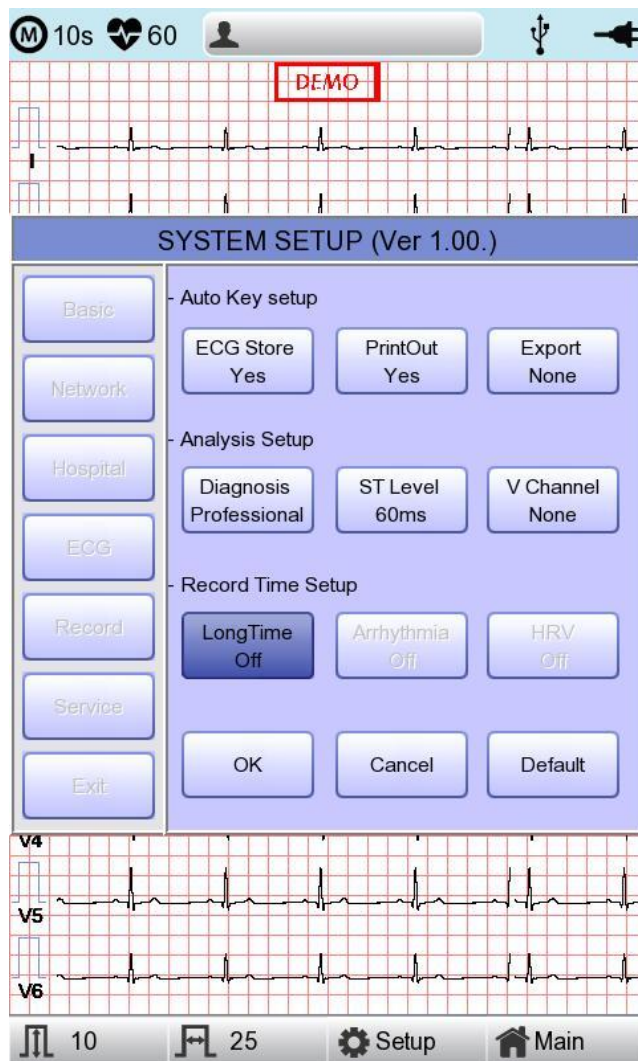 M 10s 60
DEMO
I
SYSTEM SETUP (Ver 1.00.)
Basic
Network
Hospital
ECG
Record
Service
Exit
- Auto Key setup
ECG Store
Yes
PrintOut
Yes
Export
None
- Analysis Setup
Diagnosis
Professional
ST Level
60ms
V Channel
None
- Record Time Setup
LongTime
Off
Arrhythmia
Off
HRV
Off
OK
Cancel
Default
V4
V5
V6
10
25
Setup
Main